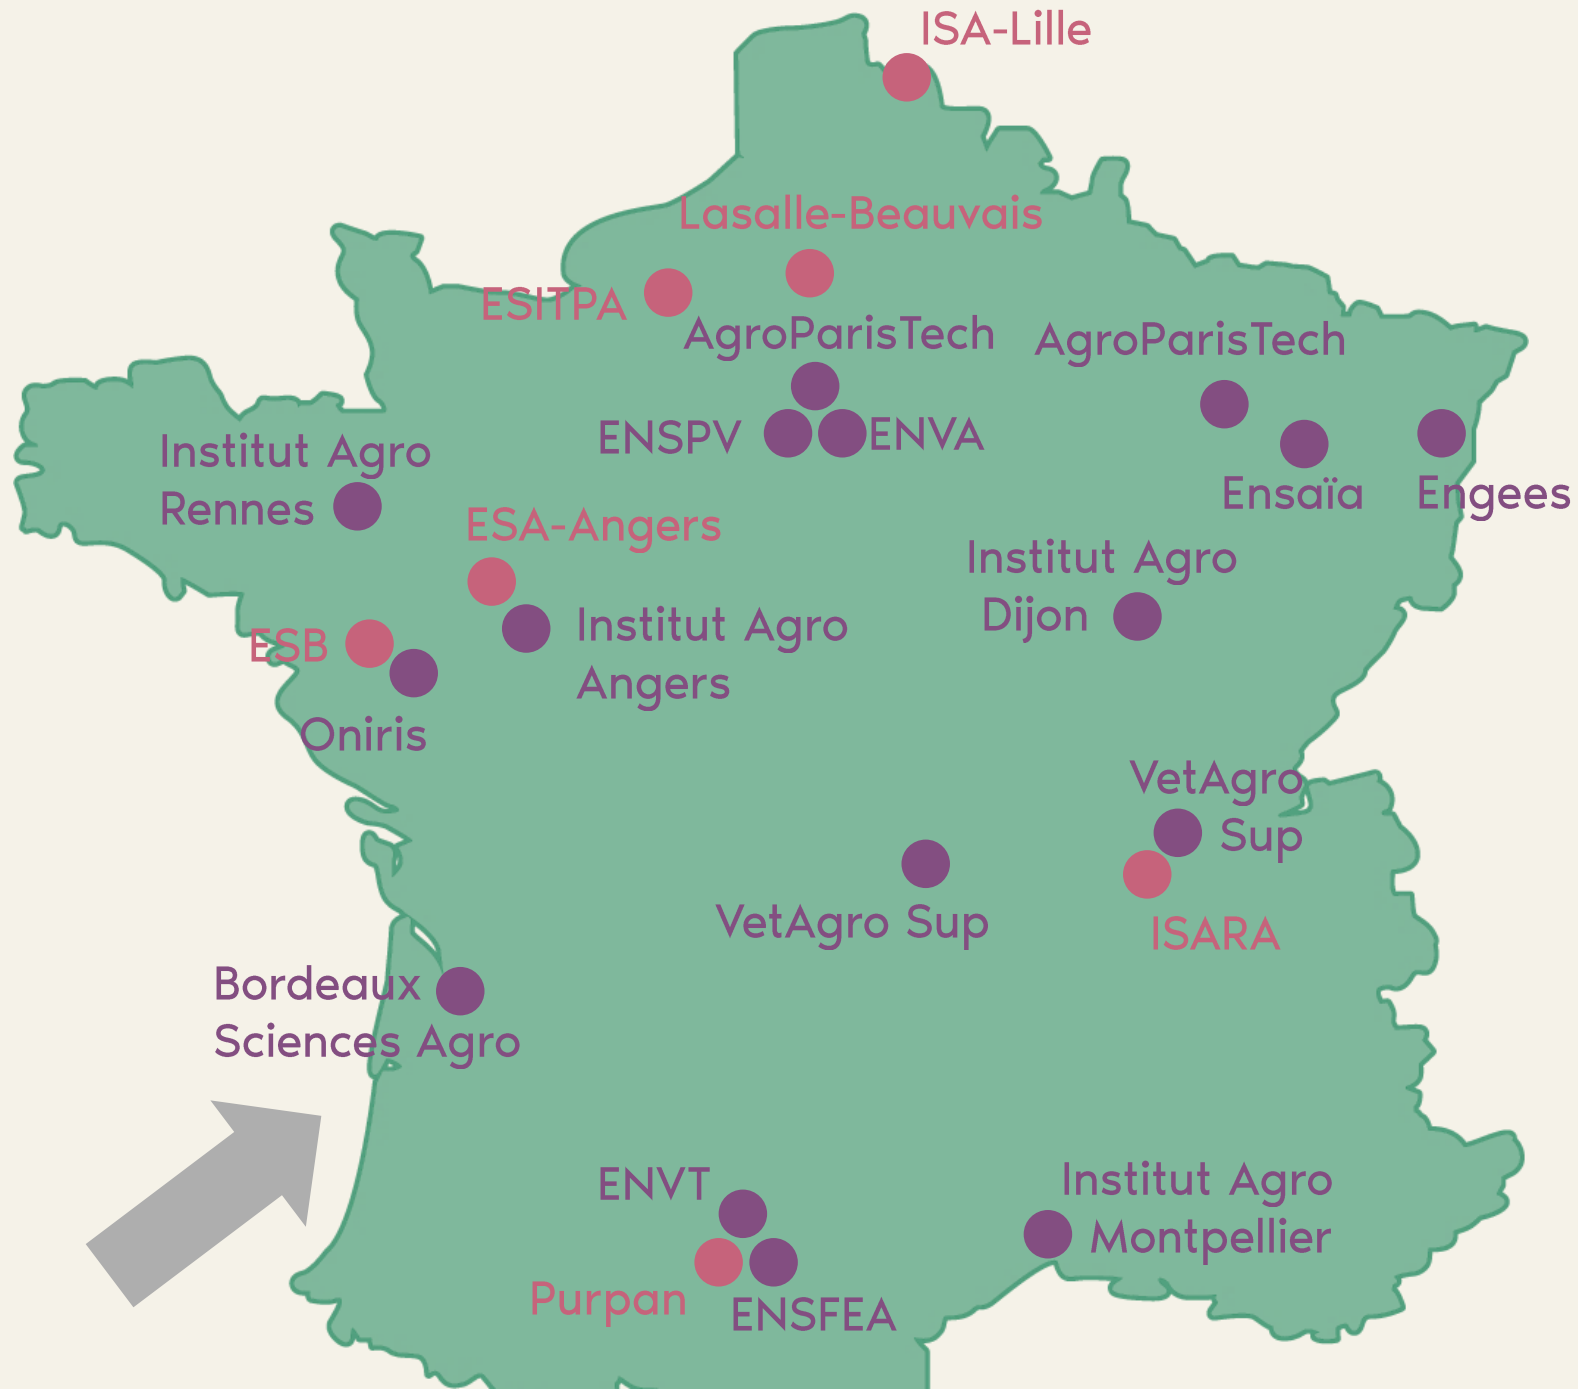 ISA-Lille
Lasalle-Beauvais
ESITPA
AgroParisTech
AgroParisTech
ENSPV
ENVA
Institut Agro
Rennes
Ensaïa
Engees
ESA-Angers
Institut Agro
Dijon
Institut Agro
Angers
ESB
Oniris
VetAgro
Sup
VetAgro Sup
ISARA
Bordeaux
Sciences Agro
ENVT
Institut Agro
Montpellier
Purpan
ENSFEA